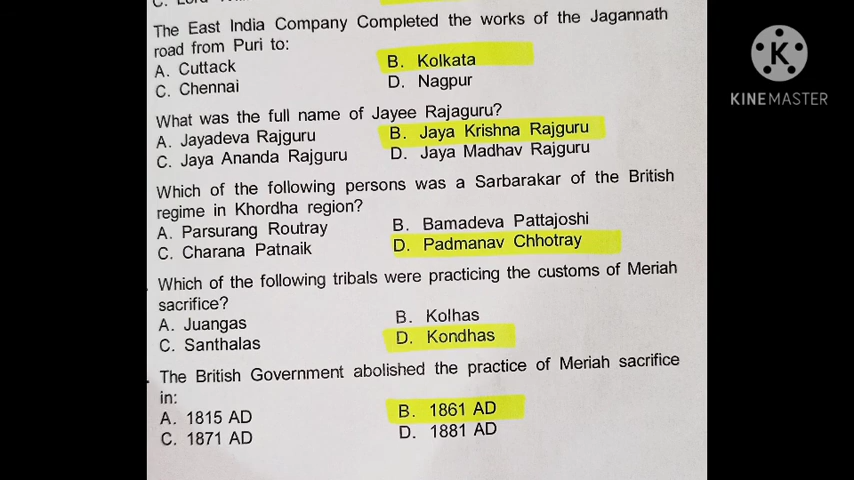 The East India Company Completed the works of the Jagannath
road from Puri to:
A. Cuttack B. Kolkata
C. Chennai D. Nagpur
What was the full name of Jayee Rajaguru?
A. Jayadeva Rajguru B. Jaya Krishna Rajguru
C. Jaya Ananda Rajguru D. Jaya Madhav Rajguru
Which of the following persons was a Sarbarakar of the British
regime in Khordha region?
A. Parsurang Routray B. Bamadeva Pattajoshi
C. Charana Patnaik D. Padmanav Chhotray
Which of the following tribals were practicing the customs of Meriah
sacrifice?
A. Juangas B. Kolhas
C. Santhalas D. Kondhas
The British Government abolished the practice of Meriah sacrifice
in:
A. 1815 AD B. 1861 AD
C. 1871 AD D. 1881 AD
K
KINEMASTER